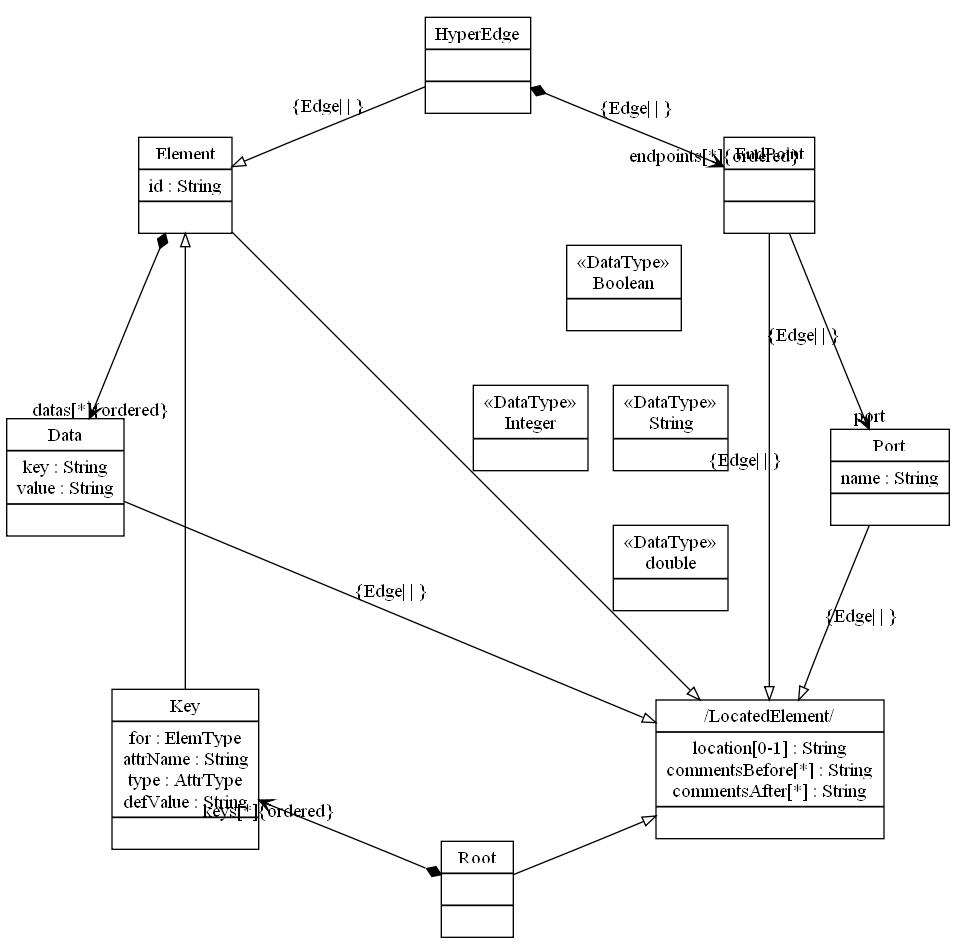 HyperEdge
{Edge| | }
{Edge| | }
Element
id : String
endpoints[*]{ordered}
EndPoint
«DataType»
Boolean
{Edge| | }
«DataType»
Integer
«DataType»
String
datas[*]{ordered}
port
Data
key : String
value : String
{Edge| | }
Port
name : String
«DataType»
double
{Edge| | }
{Edge| | }
Key
for : ElemType
attrName : String
type : AttrType
defValue : String
keys[*]{ordered}
/LocatedElement/
location[0-1] : String
commentsBefore[*] : String
commentsAfter[*] : String
Root